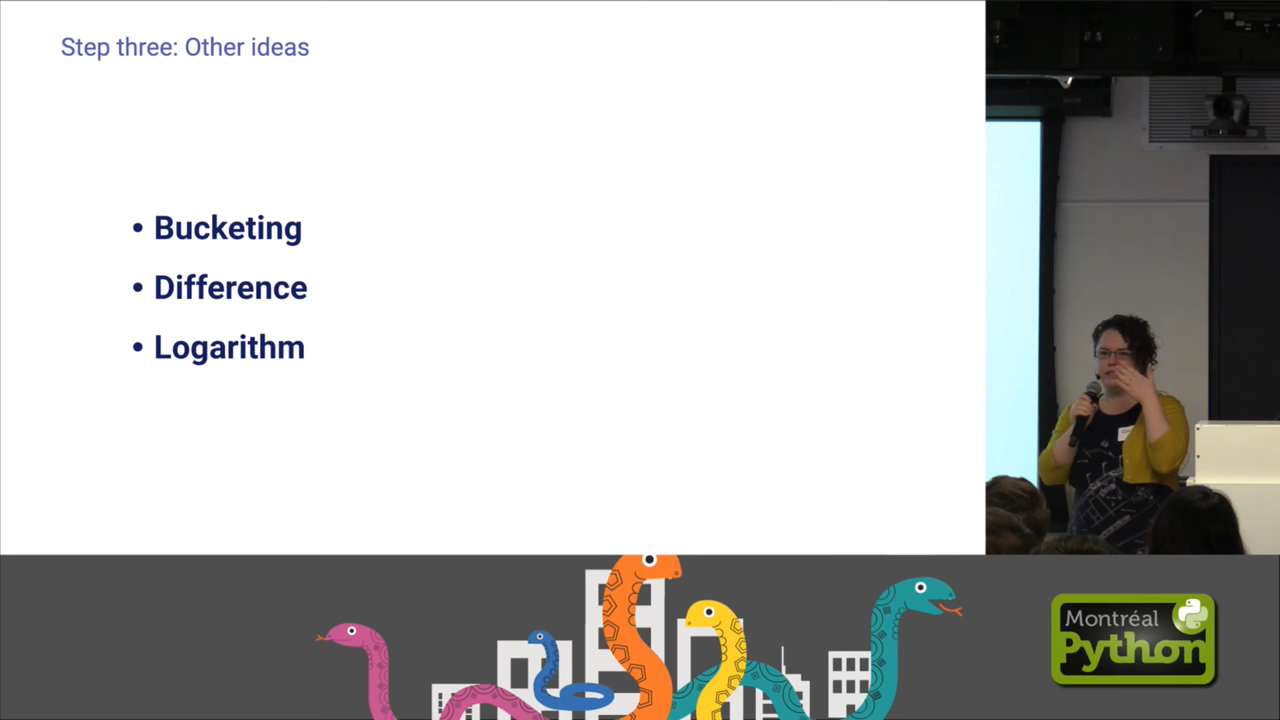 Step three: Other ideas
• Bucketing
• Difference
• Logarithm
Montréal
Python